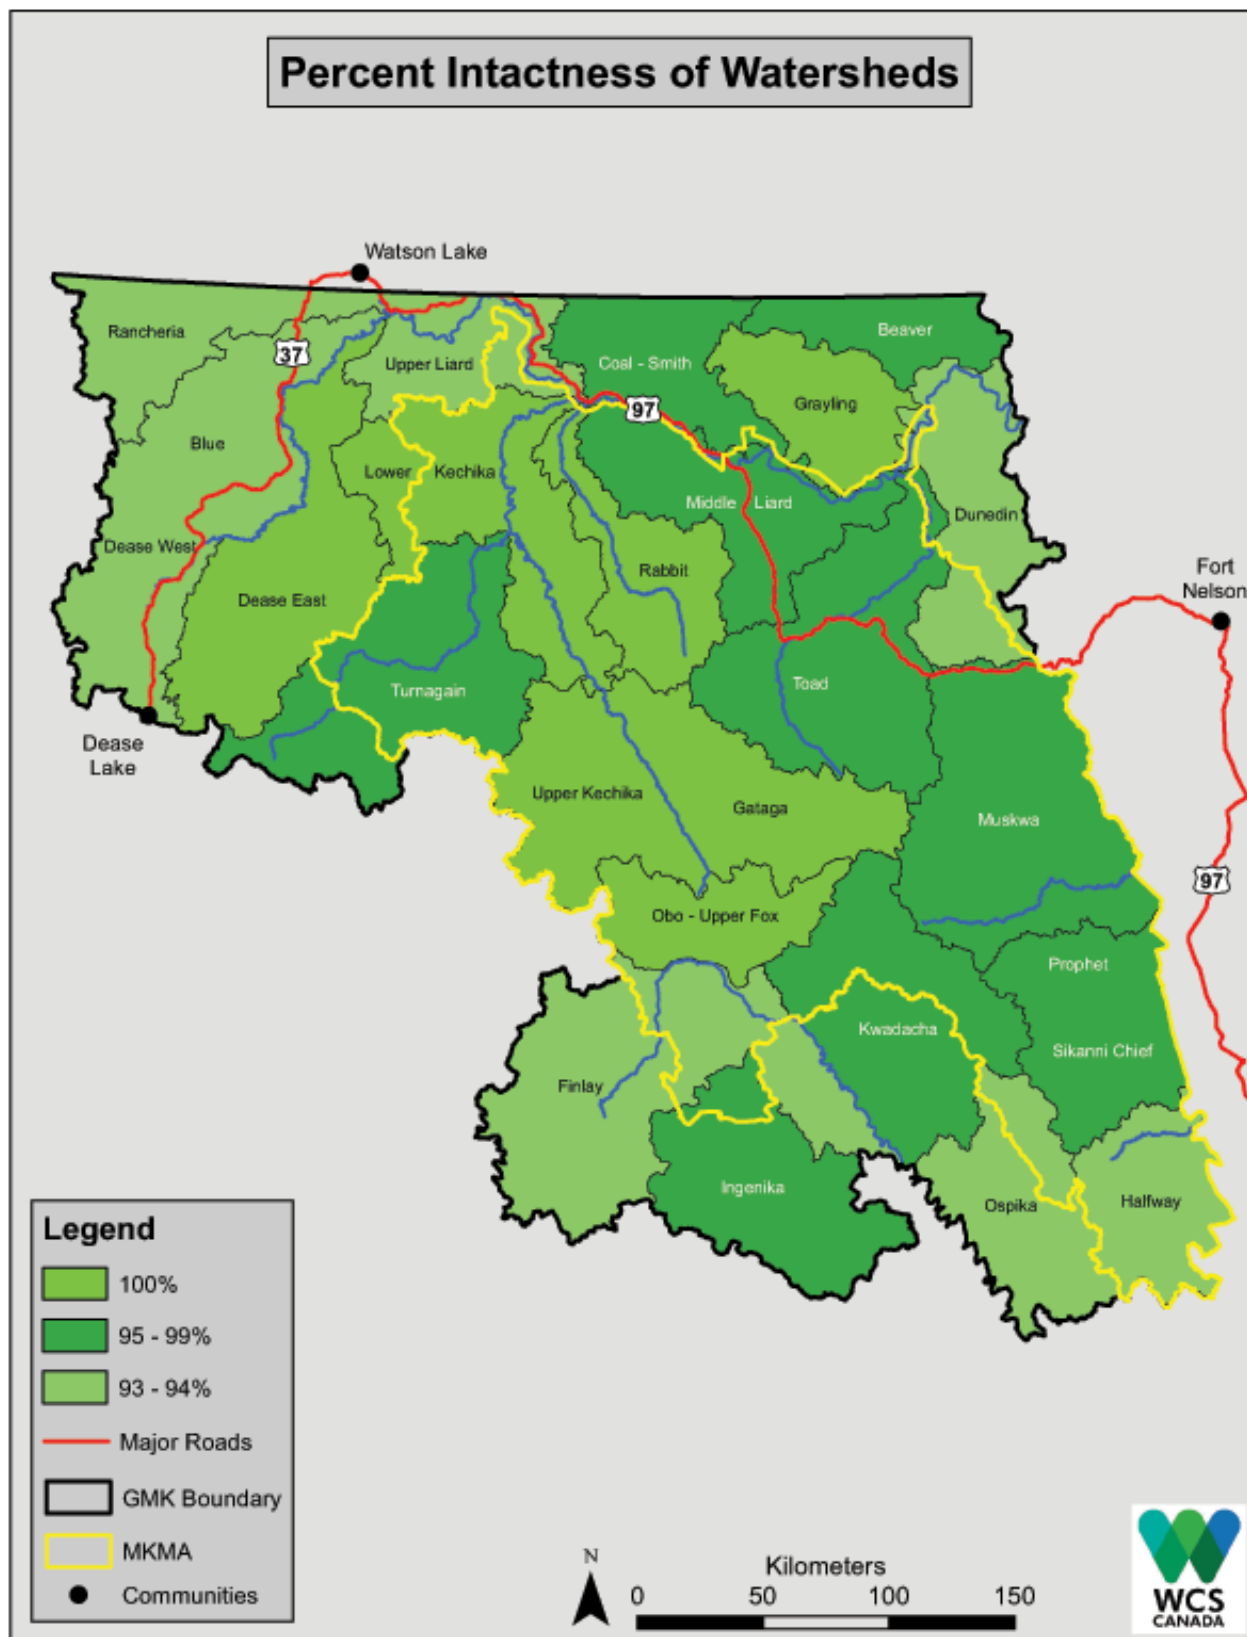 Percent Intactness of Watersheds
Watson Lake
Rancheria
37
Upper Liard
Coal - Smith
Beaver
97
Grayling
Blue
Lower
Kechika
Middle
Liard
Dunedin
Dease West
Rabbit
Fort
Nelson
Dease East
Turnagain
Toad
Dease
Lake
Upper Kechika
Gataga
Muskwa
97
Obo - Upper Fox
Prophet
Kwadacha
Sikanni Chief
Finlay
Ingenika
Ospika
Halfway
Legend
100%
95 - 99%
93 - 94%
Major Roads
GMK Boundary
MKMA
Communities
N
Kilometers
0 50 100 150
WCS
CANADA